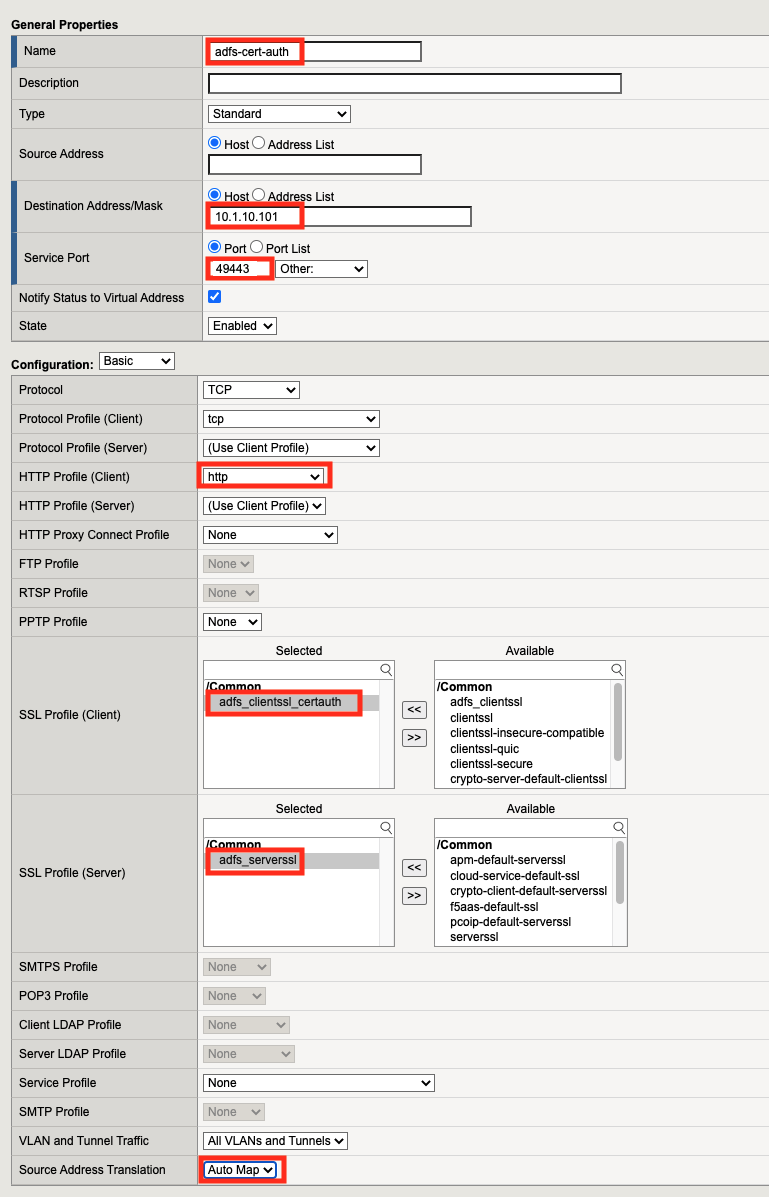 General Properties
Name adfs-cert-auth
Description
Type Standard
Source Address Host Address List
Destination Address/Mask Host Address List
10.1.10.101
Service Port Port Port List
49443 Other:
Notify Status to Virtual Address
State Enabled
Configuration: Basic
Protocol TCP
Protocol Profile (Client) tcp
Protocol Profile (Server) (Use Client Profile)
HTTP Profile (Client) http
HTTP Profile (Server) (Use Client Profile)
HTTP Proxy Connect Profile None
FTP Profile None
RTSP Profile None
PPTP Profile None
SSL Profile (Client)
Selected
/Common
adfs_clientssl_certauth
<<
>>
Available
/Common
adfs_clientssl
clientssl
clientssl-insecure-compatible
clientssl-quic
clientssl-secure
crypto-server-default-clientssl
SSL Profile (Server)
Selected
/Common
adfs_serverssl
<<
>>
Available
/Common
apm-default-serverssl
cloud-service-default-ssl
crypto-client-default-serverssl
f5aas-default-ssl
pcoip-default-serverssl
serverssl
SMTPS Profile None
POP3 Profile None
Client LDAP Profile None
Server LDAP Profile None
Service Profile None
SMTP Profile None
VLAN and Tunnel Traffic All VLANs and Tunnels
Source Address Translation Auto Map